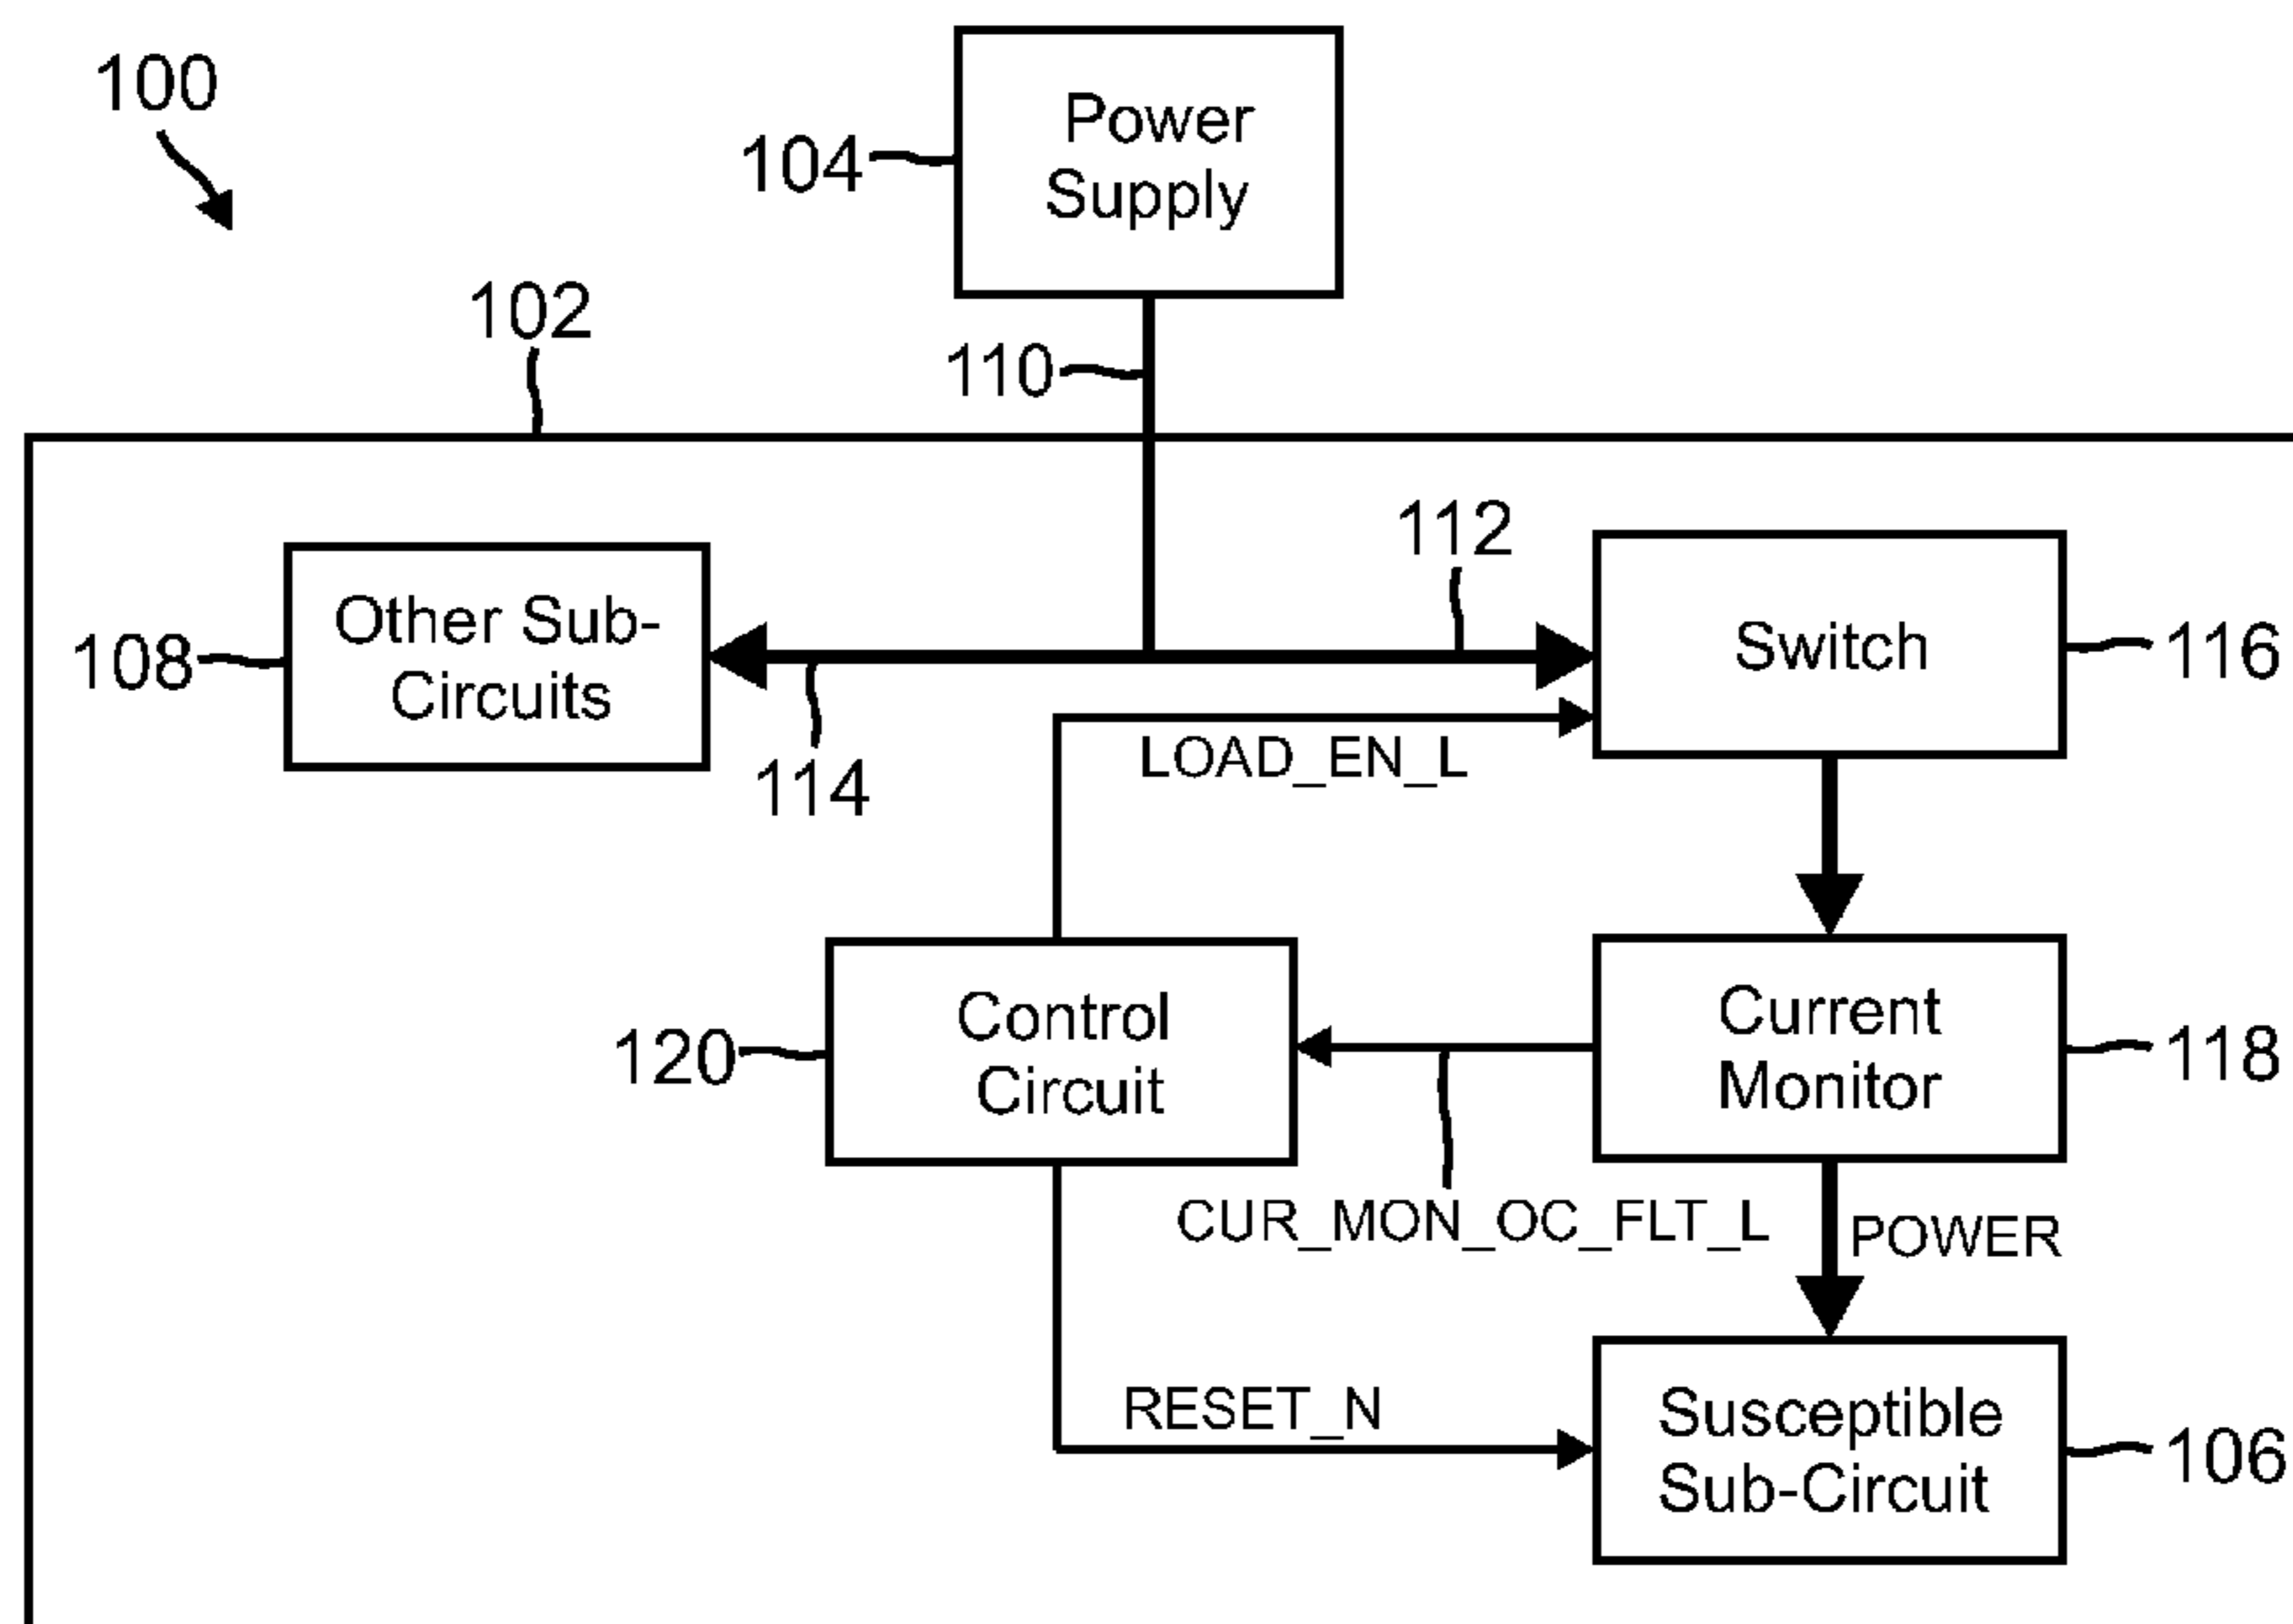 100
Power
Supply
104
102
110
112
Other Sub-
Circuits
108
Switch
116
114
LOAD_EN_L
Control
Circuit
120
Current
Monitor
118
CUR_MON_OC_FLT_L
POWER
RESET_N
Susceptible
Sub-Circuit
106